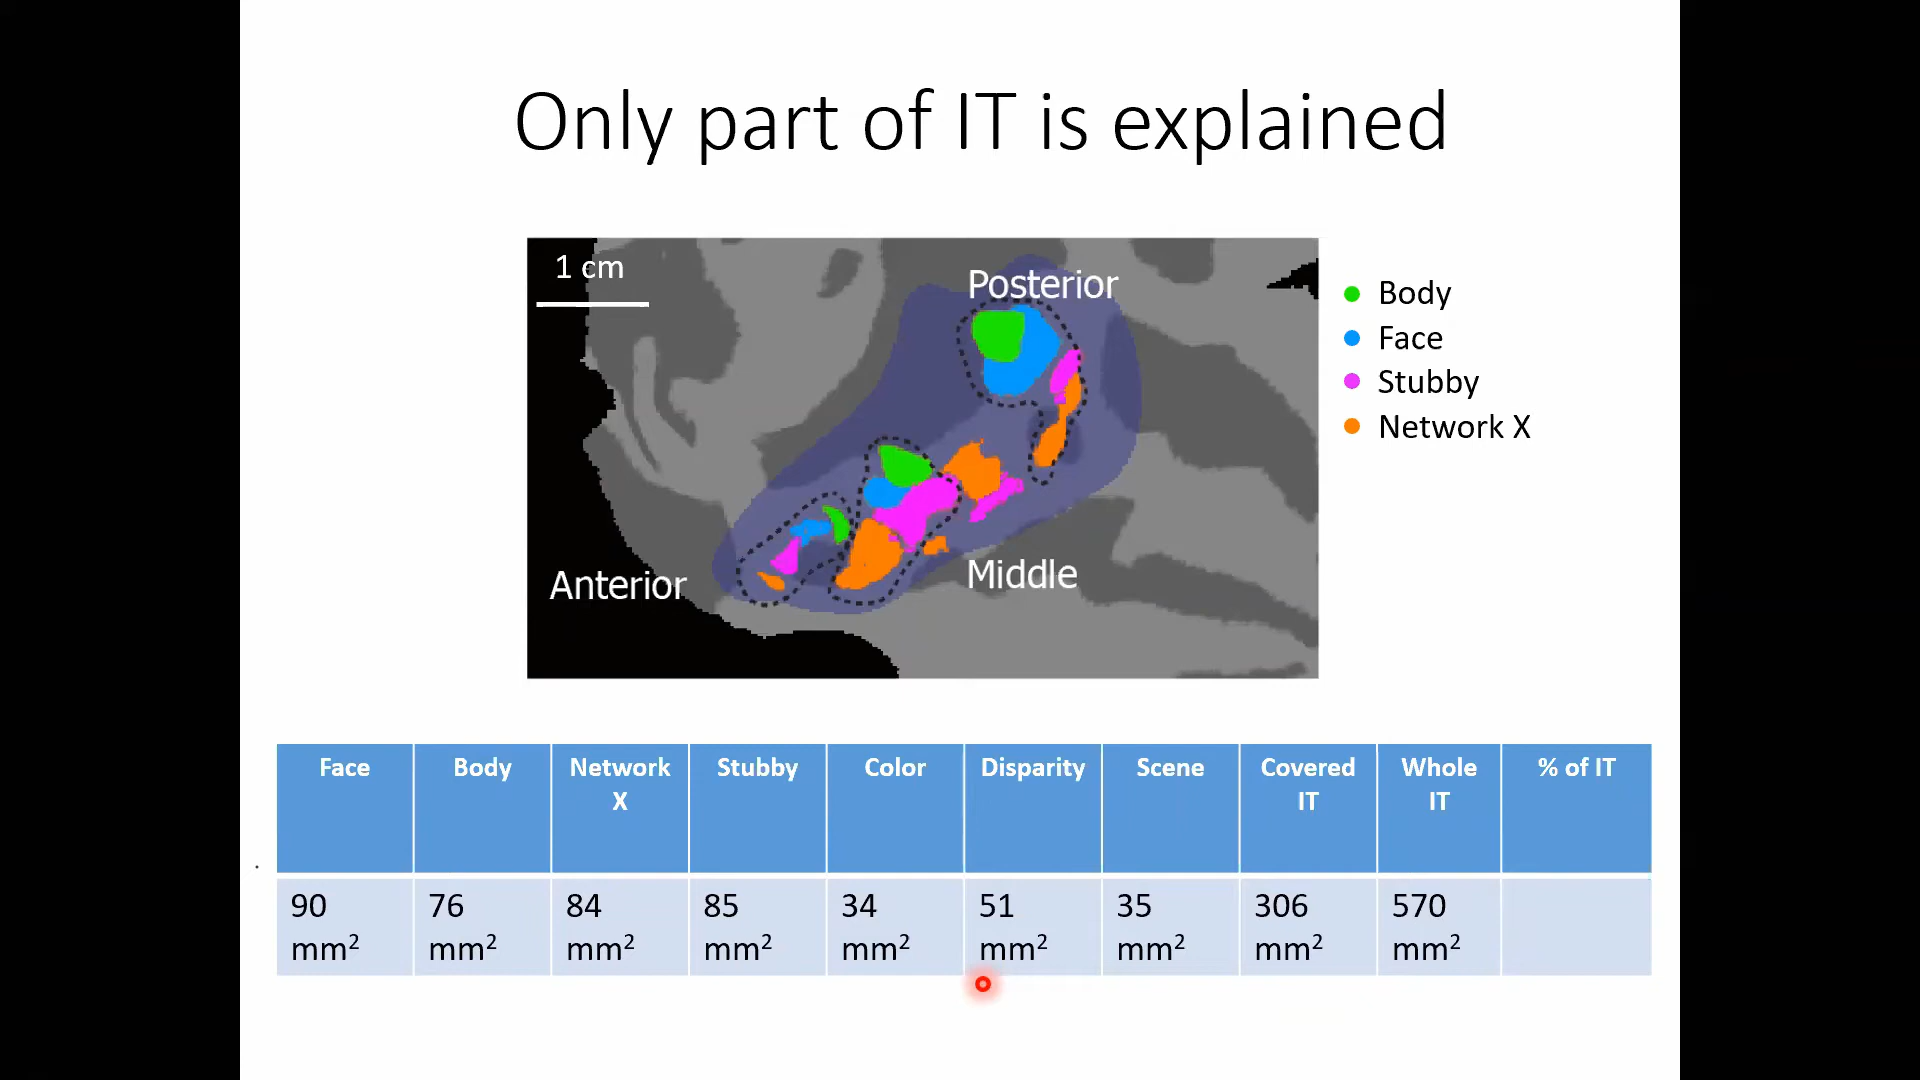 Only part of IT is explained
1 cm
Posterior
Anterior
Middle
Body
Face
Stubby
Network X
Face
Body
Network
X
Stubby
Color
Disparity
Scene
Covered
IT
Whole
IT
% of IT
90
mm²
76
mm²
84
mm²
85
mm²
34
mm²
51
mm²
35
mm²
306
mm²
570
mm²